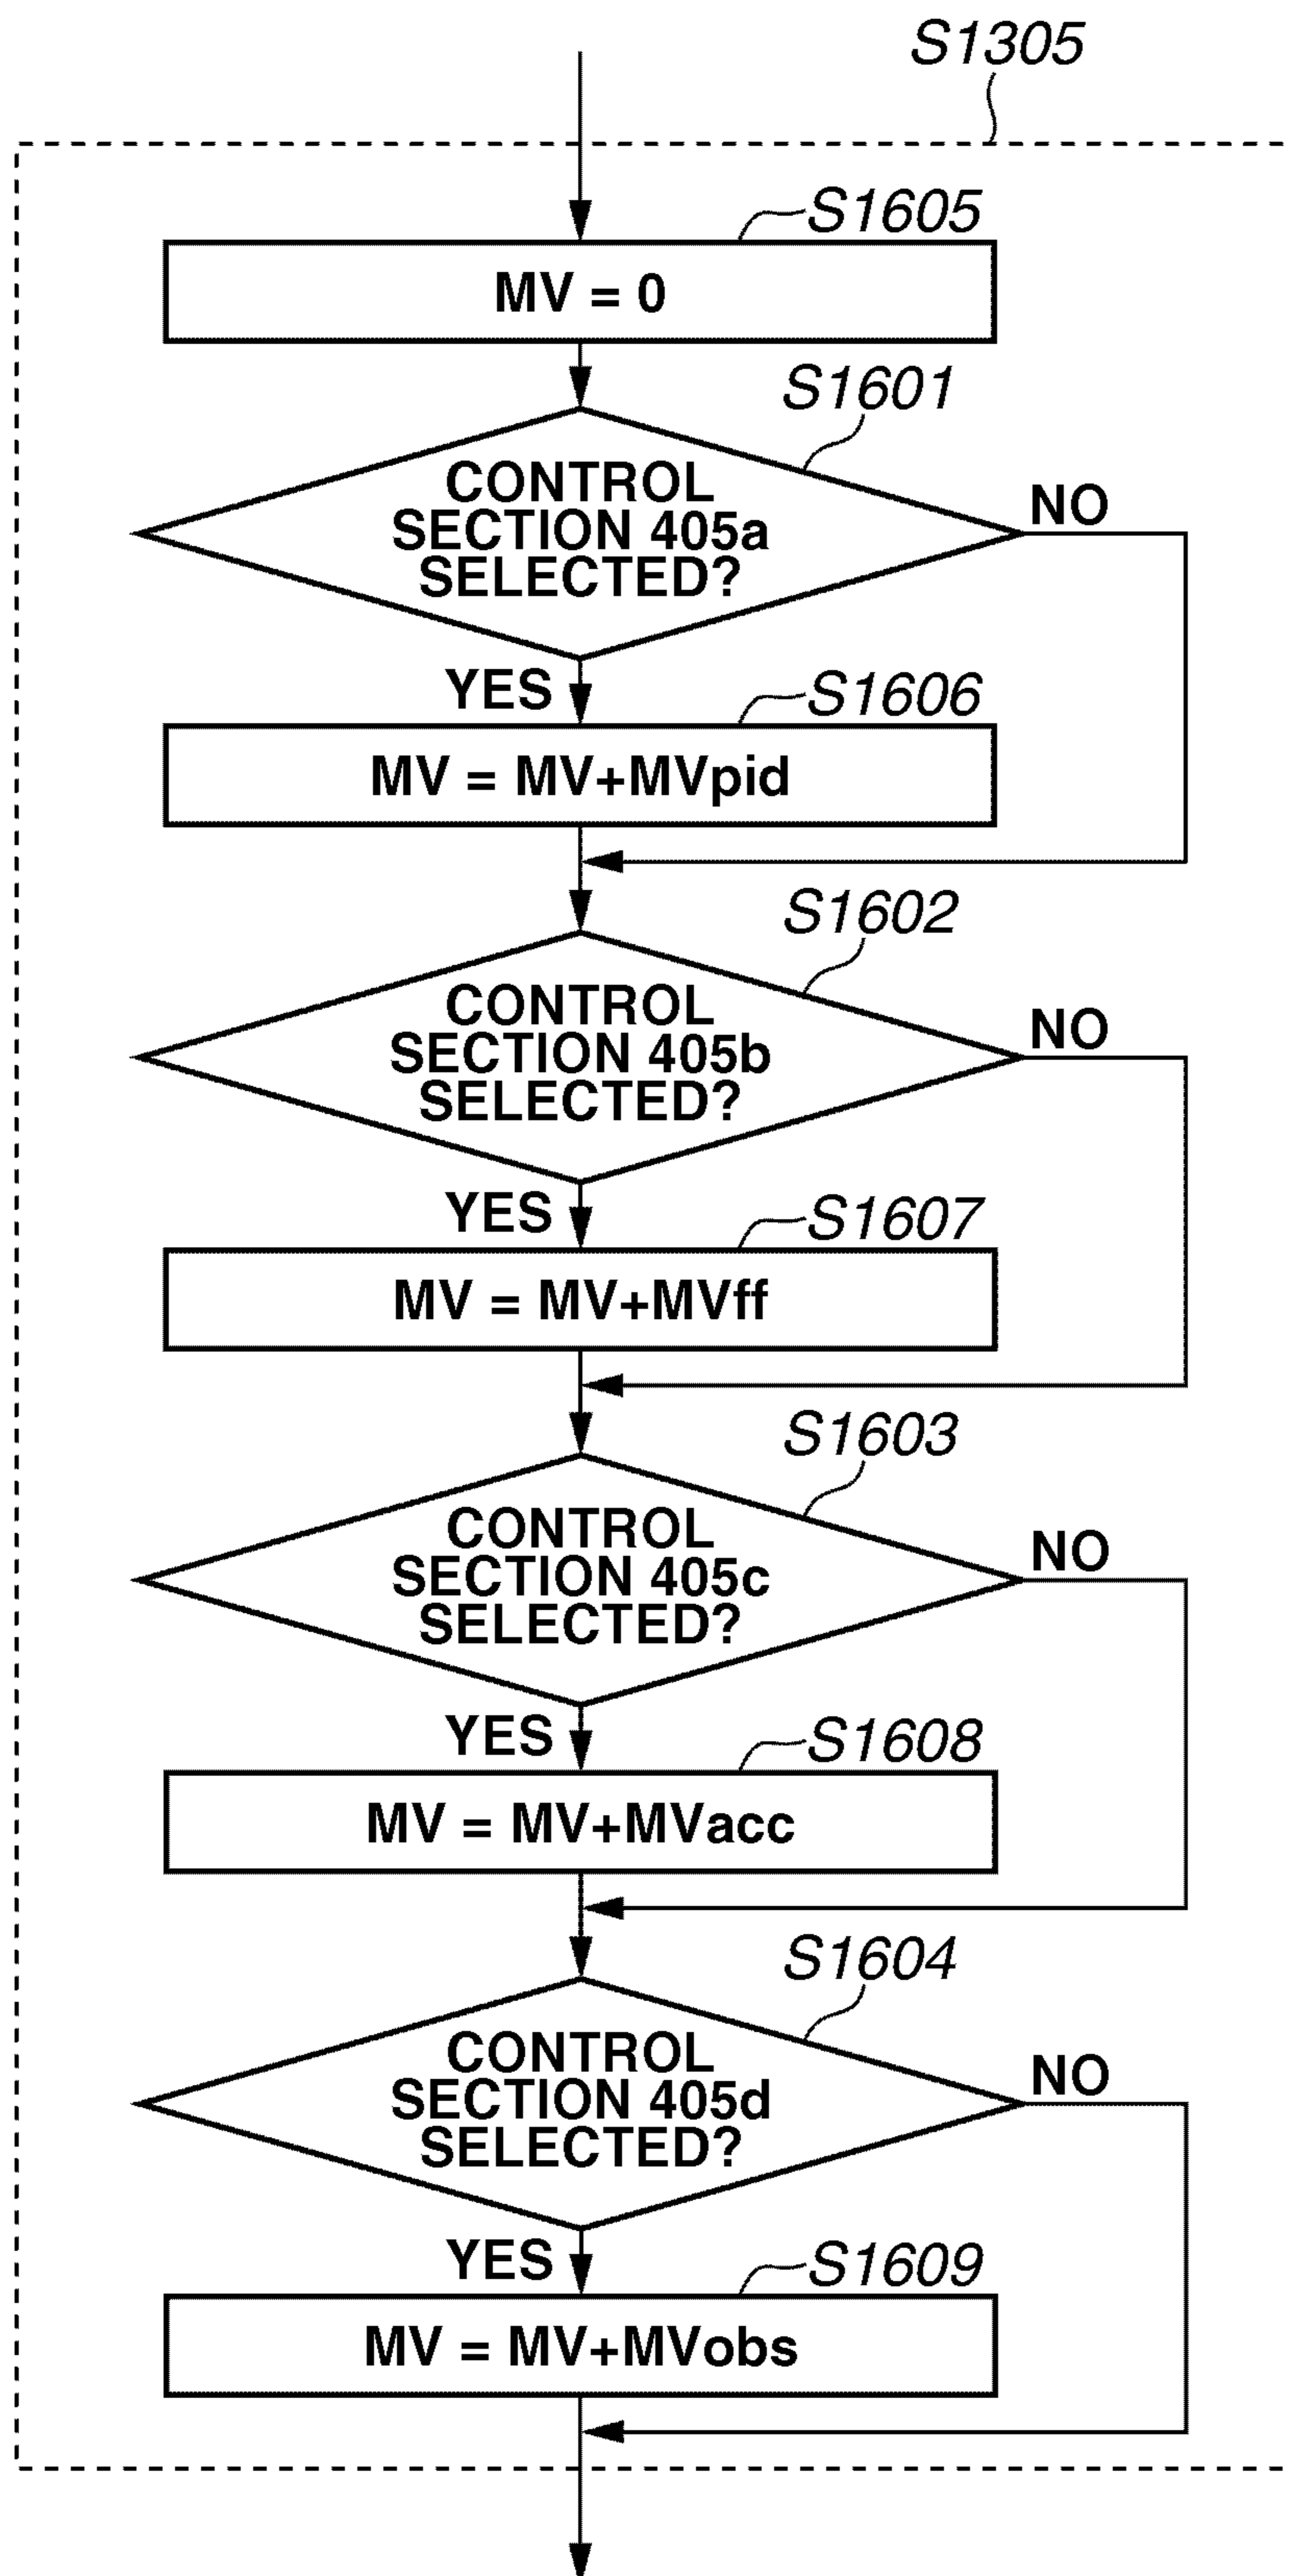 S1305
S1605
MV = 0
S1601
CONTROL
SECTION 405a
SELECTED?
NO
YES
S1606
MV = MV+MVpid
S1602
CONTROL
SECTION 405b
SELECTED?
NO
YES
S1607
MV = MV+MVff
S1603
CONTROL
SECTION 405c
SELECTED?
NO
YES
S1608
MV = MV+MVacc
S1604
CONTROL
SECTION 405d
SELECTED?
NO
YES
S1609
MV = MV+MVobs